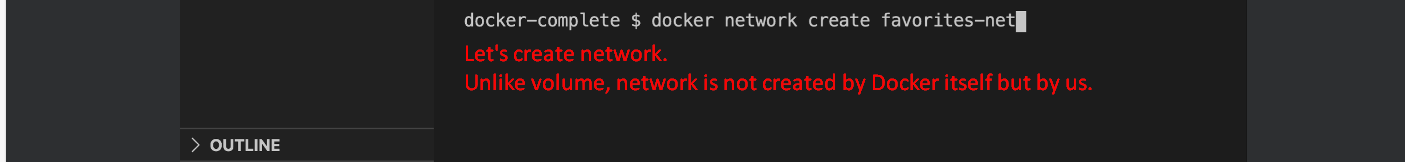 docker-complete $ docker network create favorites-net
Let's create network.
Unlike volume, network is not created by Docker itself but by us.
OUTLINE